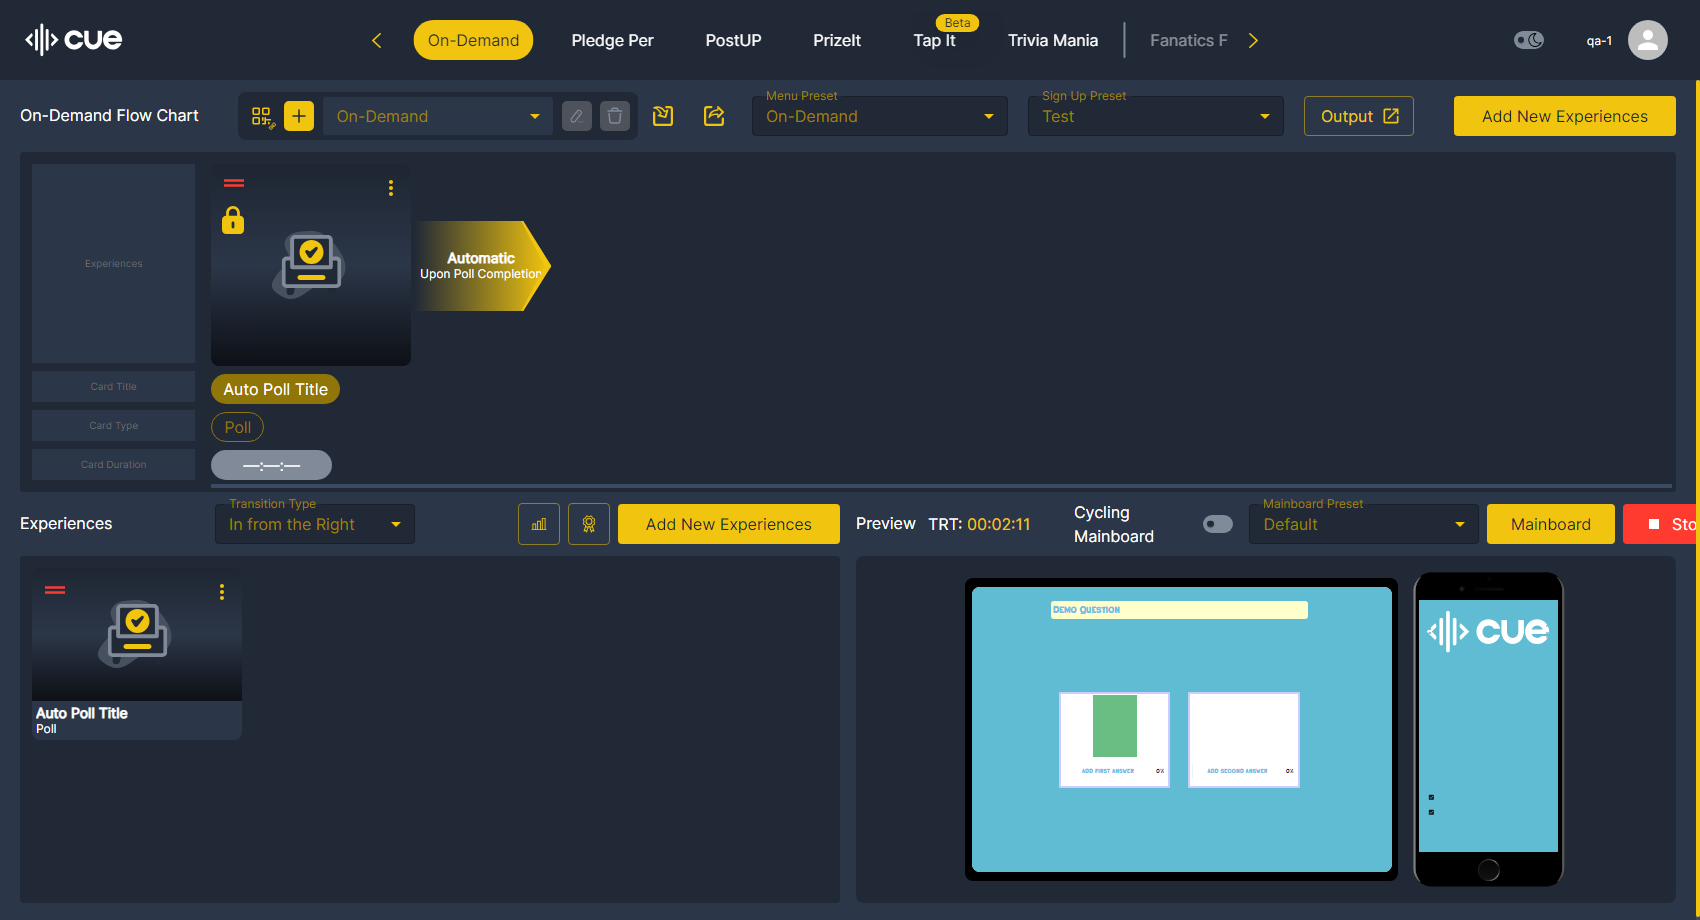 cue
On-Demand
Pledge Per
PostUP
PrizeIt
Beta
Tap It
Trivia Mania
Fanatics F
qa-1
On-Demand Flow Chart
On-Demand
Menu Preset
On-Demand
Sign Up Preset
Test
Output
Add New Experiences
Experiences
Automatic
Upon Poll Completion
Card Title
Auto Poll Title
Card Type
Poll
Card Duration
—:—:—
Experiences
Transition Type
In from the Right
Add New Experiences
Preview
TRT: 00:02:11
Cycling
Mainboard
Mainboard Preset
Default
Mainboard
Sto
Auto Poll Title
Poll
Demo Question
ADD FIRST ANSWER
0%
ADD SECOND ANSWER
0%
cue